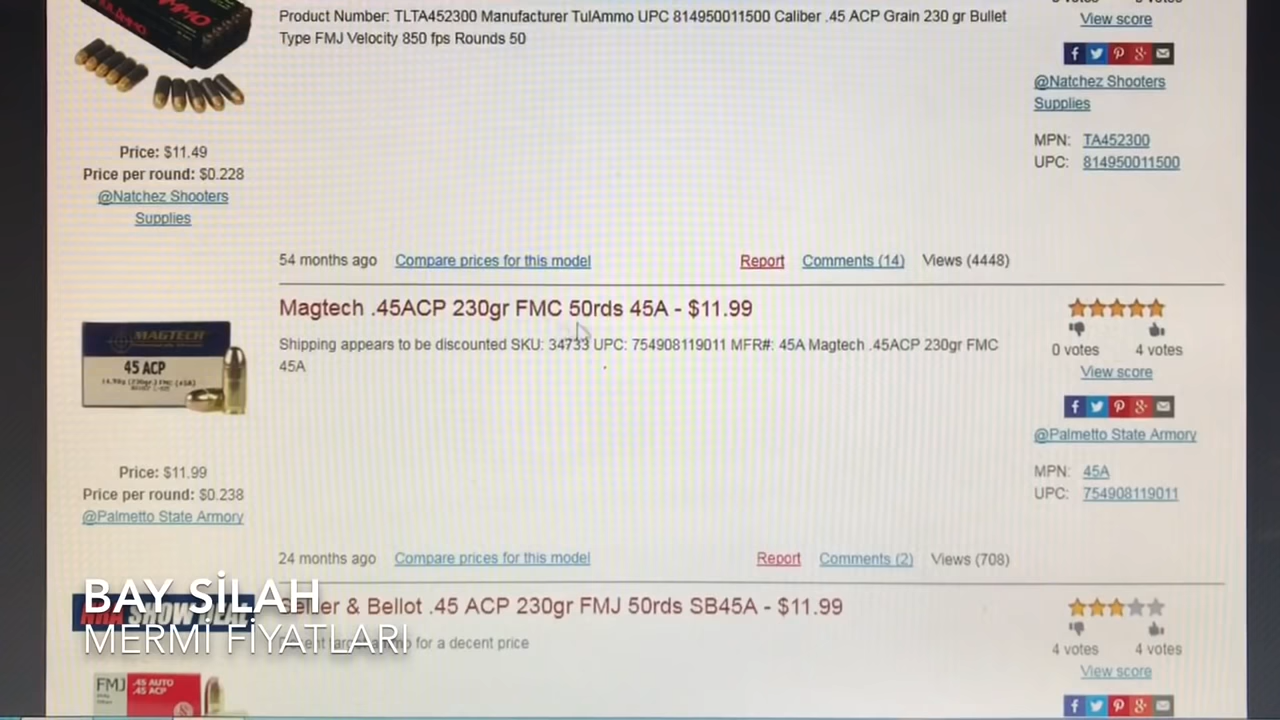 Product Number: TLTA452300 Manufacturer TulAmmo UPC 814950011500 Caliber .45 ACP Grain 230 gr Bullet
Type FMJ Velocity 850 fps Rounds 50
View score
@Natchez Shooters
Supplies
MPN: TA452300
UPC: 814950011500
Price: $11.49
Price per round: $0.228
@Natchez Shooters
Supplies
54 months ago Compare prices for this model Report Comments (14) Views (4448)
Magtech .45ACP 230gr FMC 50rds 45A - $11.99
Shipping appears to be discounted SKU: 34733 UPC: 754908119011 MFR#: 45A Magtech .45ACP 230gr FMC
45A
MAGTECH
45 ACP
0 votes 4 votes
View score
@Palmetto State Armory
MPN: 45A
UPC: 754908119011
Price: $11.99
Price per round: $0.238
@Palmetto State Armory
24 months ago Compare prices for this model Report Comments (2) Views (708)
BAY SİLAH
MERMİ FİYATLARI
& Bellot .45 ACP 230gr FMJ 50rds SB45A - $11.99
for a decent price
4 votes 4 votes
View score
FMJ .45 AUTO
.45 ACP